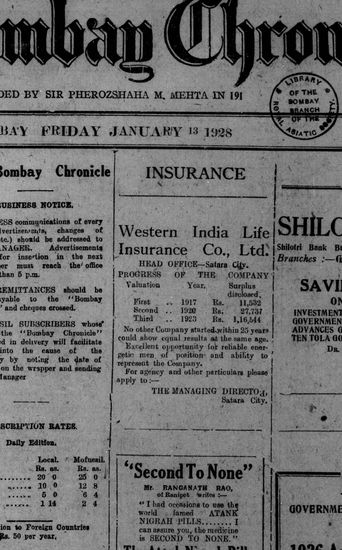 ombay Chron
DED BY SIR PHEROZSHAHA M. MEHTA IN 191
LIBRARY
OF THE
BOMBAY
BRANCH
OF THE
ROYAL ASIATIC SOCIETY.
BAY FRIDAY JANUARY 13 1928
Bombay Chronicle
BUSINESS NOTICE.
ESS communications of every
dvertisements, changes of
etc.) should be addressed to
ANAGER. Advertisements
for insertion in the next
er must reach the office
than 5 p.m.
REMITTANCES should be
yable to the "Bombay
and cheques crossed.
SIL SUBSCRIBERS whose
the "Bombay Chronicle"
d in delivery will facilitate
into the cause of the
y by noting the date of
on the wrapper and sending
Manager
SCRIPTION RATES.
Daily Edition.
Local. Mofussil.
Rs. as. Rs. as.
20 0 25 0
10 0 12 8
5 0 6 4
1 14 2 4
ion to Foreign Countries
Rs. 50 per year,
INSURANCE
Western India Life
Insurance Co., Ltd.
HEAD OFFICE—Satara City.
PROGRESS OF THE COMPANY
Valuation Year. Surplus
disclosed.
First .. 1917 Rs. 11,532
Second .. 1920 Rs. 27,737
Third .. 1923 Rs. 1,16,544
No other Company started within 25 years
could show equal results at the same age.
Excellent opportunity for reliable ener-
getic men of position and ability to
represent the Company.
For agency and other particulars please
apply to :—
THE MANAGING DIRECTO
Satara City.
"Second To None"
Mr. RANGANATH RAO,
of Ranipet writes :—
"I had occasions to use the
world famed ATANK
NIGRAH PILLS........ I
can assure you, the medicine
is SECOND TO NONE."
SHILO
Shilotri Bank Bu
Branches :—G
SAVI
ON
INVESTMENT
GOVERNMEN
ADVANCES G
TEN TOLA GO
DR.
GOVERNME